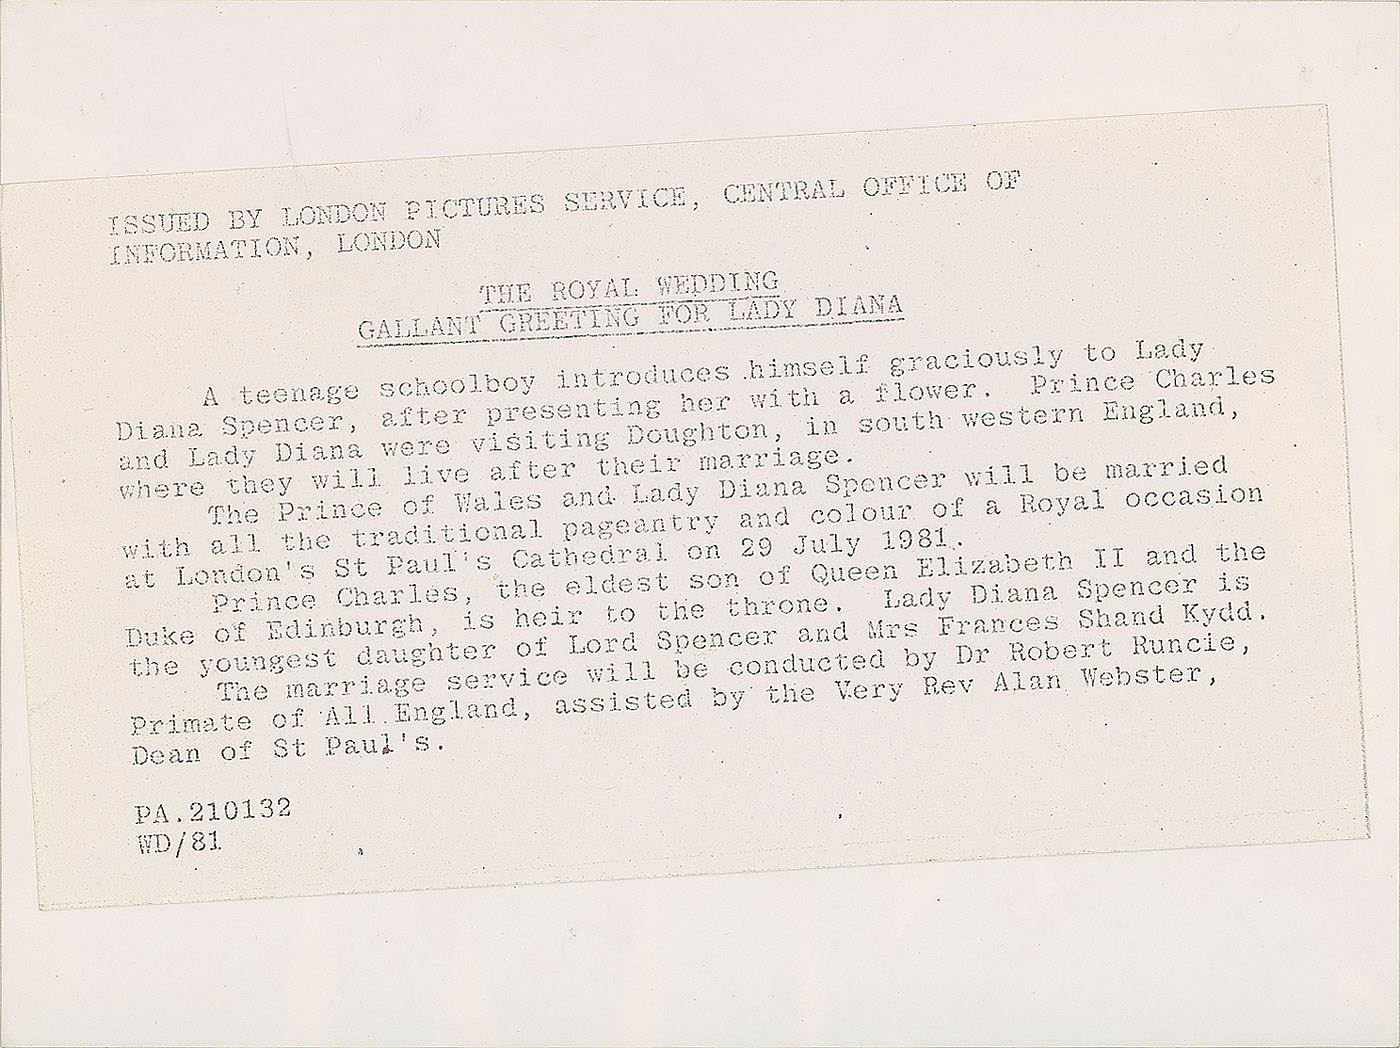 ISSUED BY LONDON PICTURES SERVICE, CENTRAL OFFICE OF
INFORMATION, LONDON
THE ROYAL WEDDING
GALLANT GREETING FOR LADY DIANA
A teenage schoolboy introduces himself graciously to Lady
Diana Spencer, after presenting her with a flower. Prince Charles
and Lady Diana were visiting Doughton, in south western England,
where they will live after their marriage.
The Prince of Wales and Lady Diana Spencer will be married
with all the traditional pageantry and colour of a Royal occasion
at London's St Paul's Cathedral on 29 July 1981.
Prince Charles, the eldest son of Queen Elizabeth II and the
Duke of Edinburgh, is heir to the throne. Lady Diana Spencer is
the youngest daughter of Lord Spencer and Mrs Frances Shand Kydd.
The marriage service will be conducted by Dr Robert Runcie,
Primate of All England, assisted by the Very Rev Alan Webster,
Dean of St Paul's.
PA.210132
WD/81